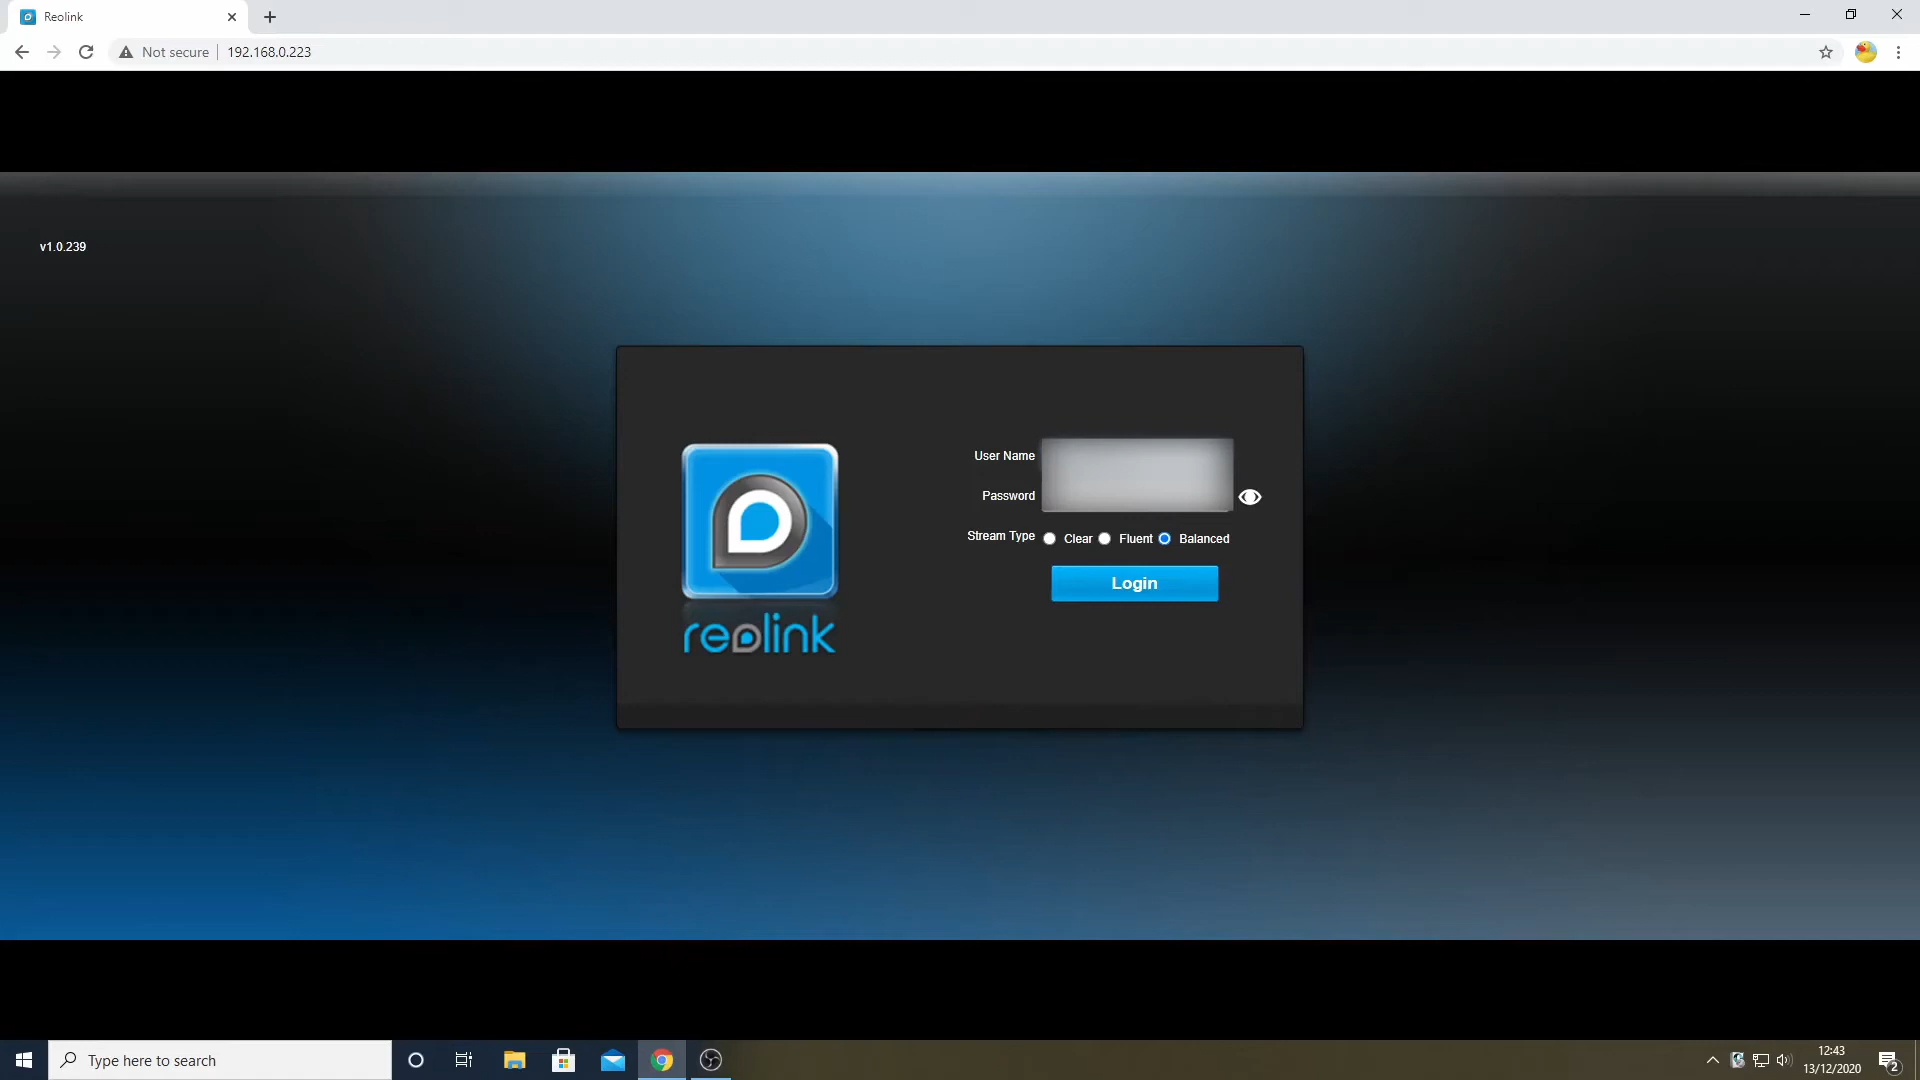 Reolink
Not secure
192.168.0.223
v1.0.239
User Name
Password
Stream Type Clear Fluent Balanced
Login
reolink
Type here to search
12:43
13/12/2020
2